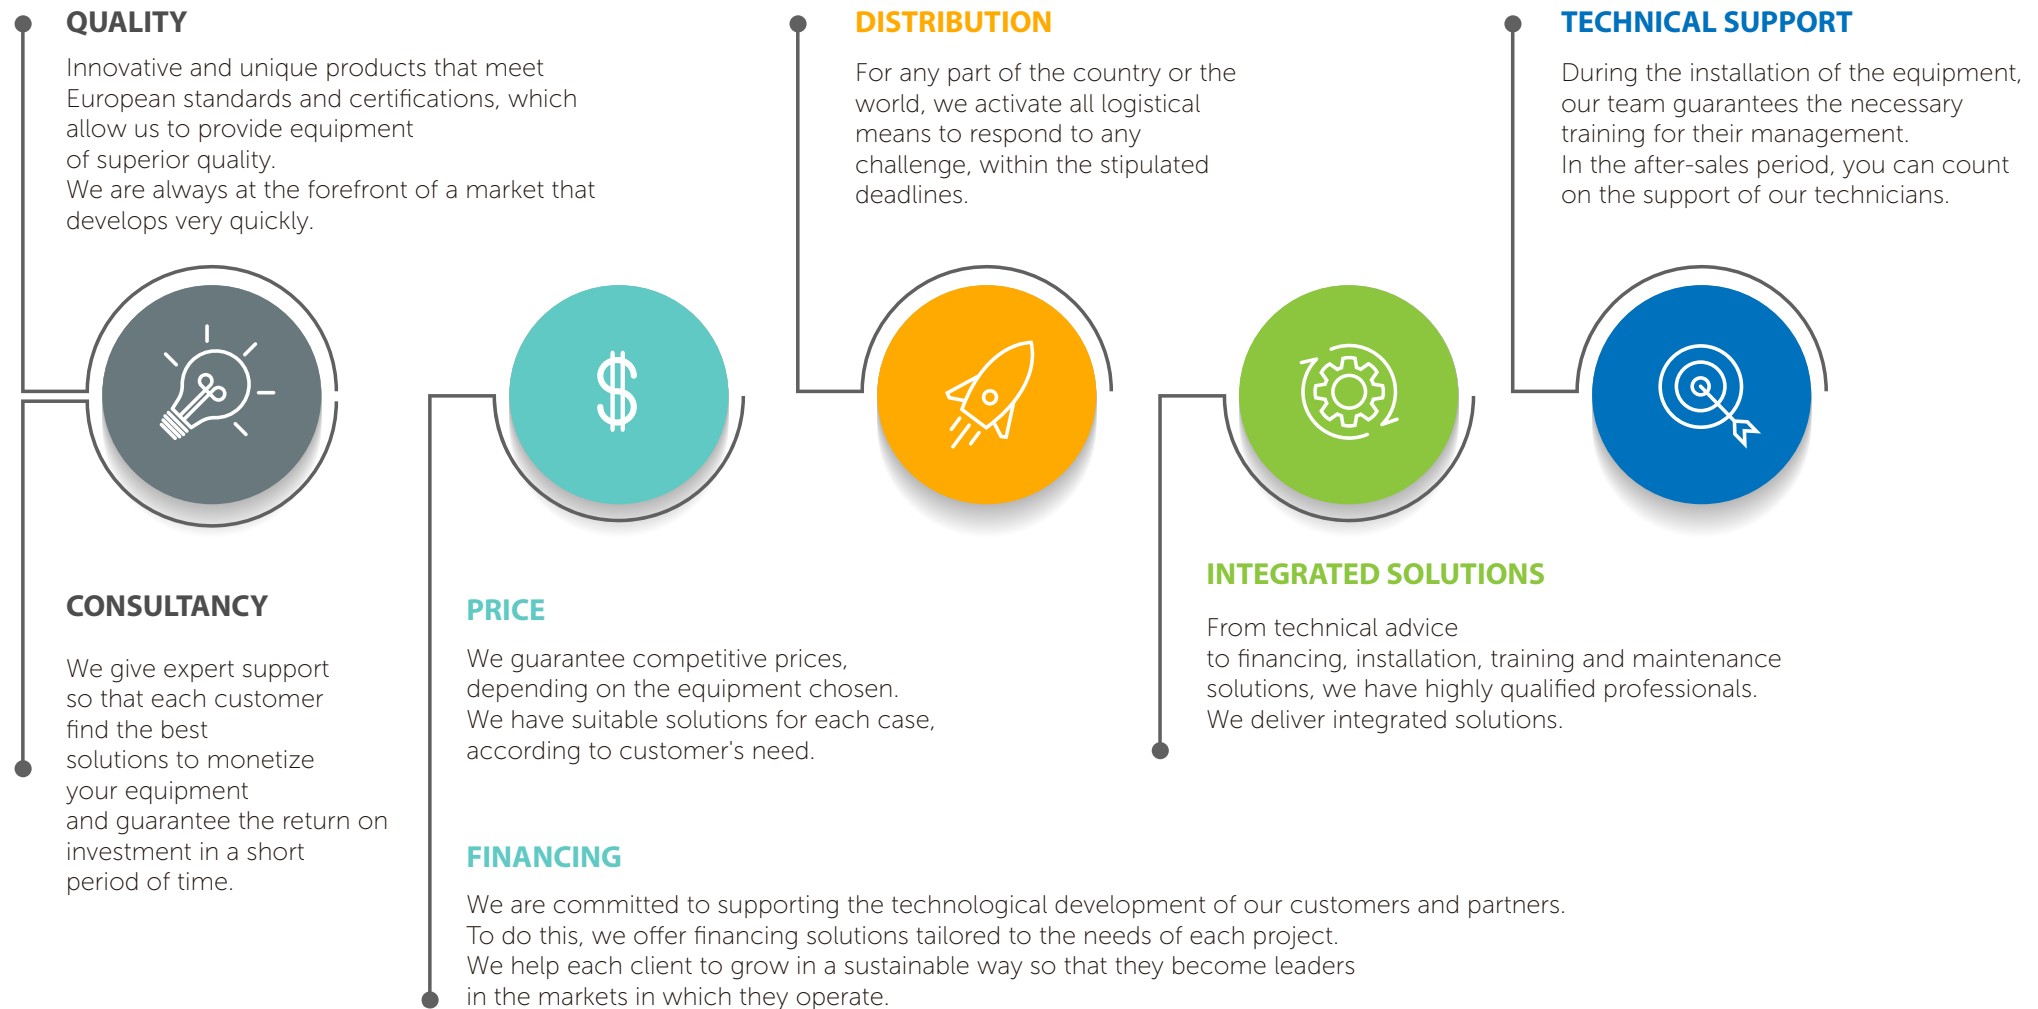 QUALITY
Innovative and unique products that meet
European standards and certifications, which
allow us to provide equipment
of superior quality.
We are always at the forefront of a market that
develops very quickly.
DISTRIBUTION
For any part of the country or the
world, we activate all logistical
means to respond to any
challenge, within the stipulated
deadlines.
TECHNICAL SUPPORT
During the installation of the equipment,
our team guarantees the necessary
training for their management.
In the after-sales period, you can count
on the support of our technicians.
$
CONSULTANCY
We give expert support
so that each customer
find the best
solutions to monetize
your equipment
and guarantee the return on
investment in a short
period of time.
PRICE
We guarantee competitive prices,
depending on the equipment chosen.
We have suitable solutions for each case,
according to customer's need.
INTEGRATED SOLUTIONS
From technical advice
to financing, installation, training and maintenance
solutions, we have highly qualified professionals.
We deliver integrated solutions.
FINANCING
We are committed to supporting the technological development of our customers and partners.
To do this, we offer financing solutions tailored to the needs of each project.
We help each client to grow in a sustainable way so that they become leaders
in the markets in which they operate.